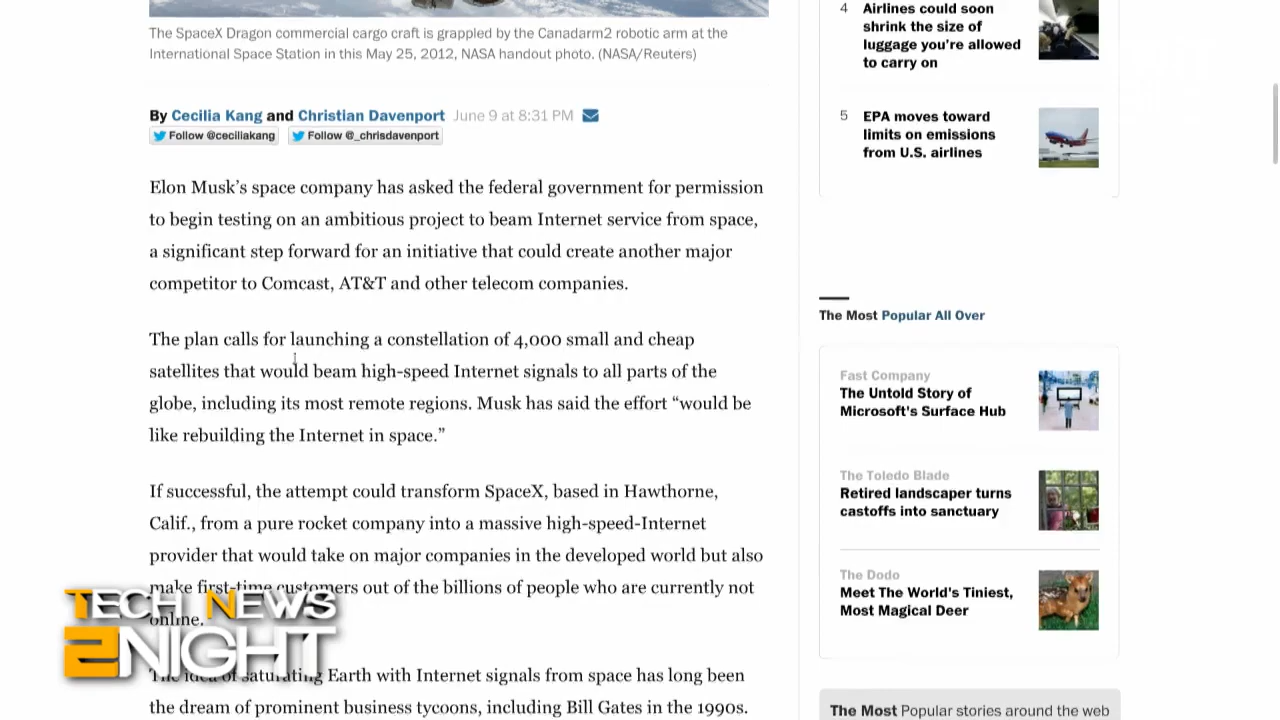 The SpaceX Dragon commercial cargo craft is grappled by the Canadarm2 robotic arm at the
International Space Station in this May 25, 2012, NASA handout photo. (NASA/Reuters)
By Cecilia Kang and Christian Davenport June 9 at 8:31 PM
Follow @ceciliakang Follow @_chrisdavenport
Elon Musk’s space company has asked the federal government for permission
to begin testing on an ambitious project to beam Internet service from space,
a significant step forward for an initiative that could create another major
competitor to Comcast, AT&T and other telecom companies.
The plan calls for launching a constellation of 4,000 small and cheap
satellites that would beam high-speed Internet signals to all parts of the
globe, including its most remote regions. Musk has said the effort “would be
like rebuilding the Internet in space.”
If successful, the attempt could transform SpaceX, based in Hawthorne,
Calif., from a pure rocket company into a massive high-speed-Internet
provider that would take on major companies in the developed world but also
make first-time customers out of the billions of people who are currently not
online.
The idea of saturating Earth with Internet signals from space has long been
the dream of prominent business tycoons, including Bill Gates in the 1990s.
TECH NEWS
2NIGHT
4 Airlines could soon
shrink the size of
luggage you’re allowed
to carry on
5 EPA moves toward
limits on emissions
from U.S. airlines
The Most Popular All Over
Fast Company
The Untold Story of
Microsoft's Surface Hub
The Toledo Blade
Retired landscaper turns
castoffs into sanctuary
The Dodo
Meet The World's Tiniest,
Most Magical Deer
The Most Popular stories around the web